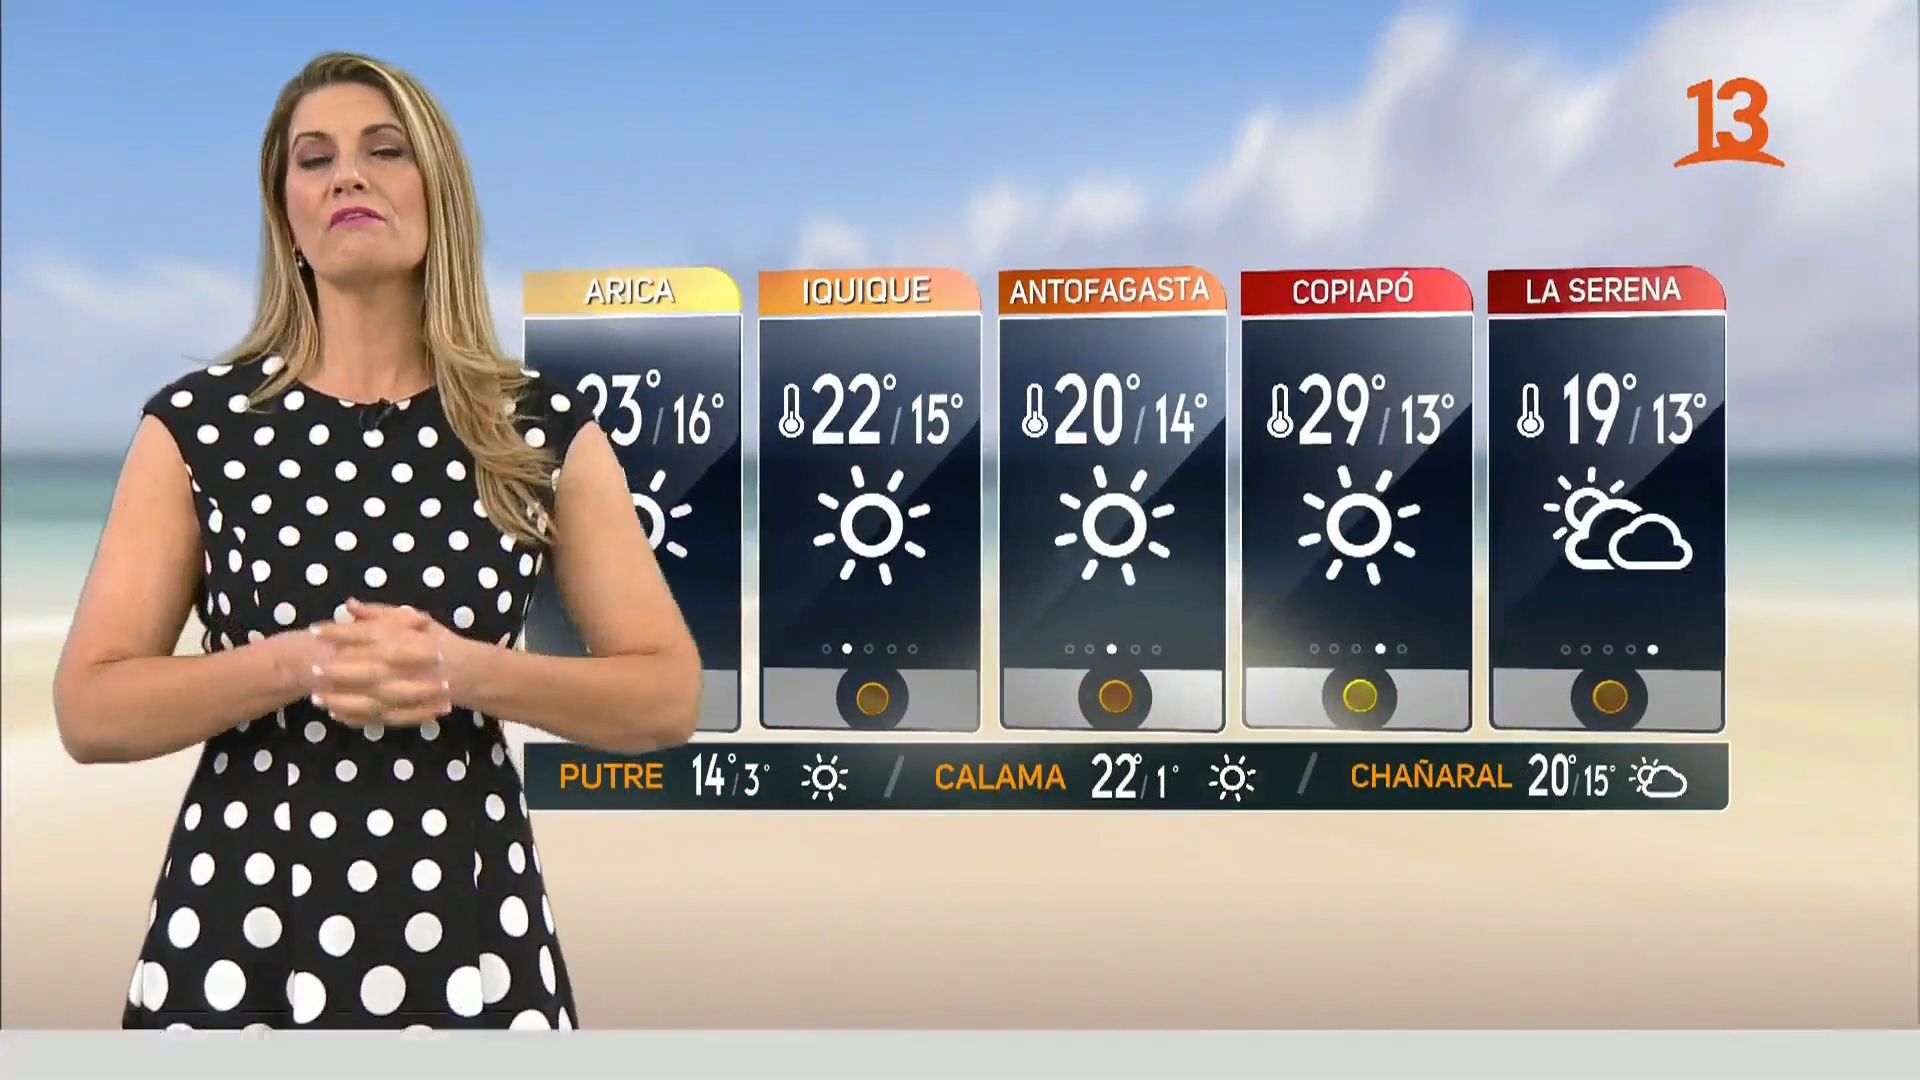 13
ARICA IQUIQUE ANTOFAGASTA COPIAPÓ LA SERENA
23°/16° 22°/15° 20°/14° 29°/13° 19°/13°
PUTRE 14°/3° / CALAMA 22°/1° / CHAÑARAL 20°/15°